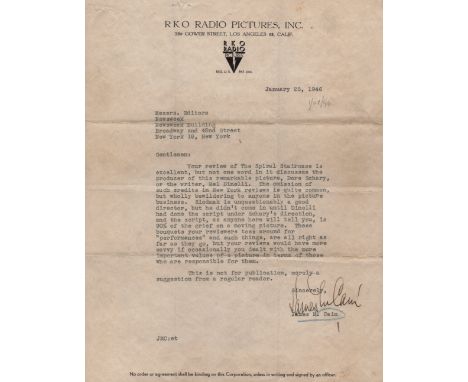 RKO RADIO PICTURES, INC.
780 GOWER STREET, LOS ANGELES 38, CALIF.
RKO
RADIO
REG. U. S. PAT. OFF.
January 25, 1946
Messrs. Editors
Newsweek
Newsweek Building
Broadway and 42nd Street
New York 18, New York
Gentlemen:
Your review of The Spiral Staircase is
excellent, but not one word in it discusses the
producer of this remarkable picture, Dore Schary,
or the writer, Mel Dinelli. The omission of
such credits in New York reviews is quite common,
but wholly bewildering to anyone in the picture
business. Siodmak is unquestionably a good
director, but he didn't come in until Dinelli
had done the script under Schary's direction,
and the script, as anyone here will tell you, is
90% of the grief on a moving picture. These
bouquets your reviewers toss around for
"performances" and such things, are all right as
far as they go, but your reviews would have more
savvy if occasionally you dealt with the more
important values of a picture in terms of those
who are responsible for them.
This is not for publication, merely a
suggestion from a regular reader.
Sincerely,
James M. Cain
James M. Cain
JMC:st
No order or agreement shall be binding on this Corporation, unless in writing and signed by an officer.